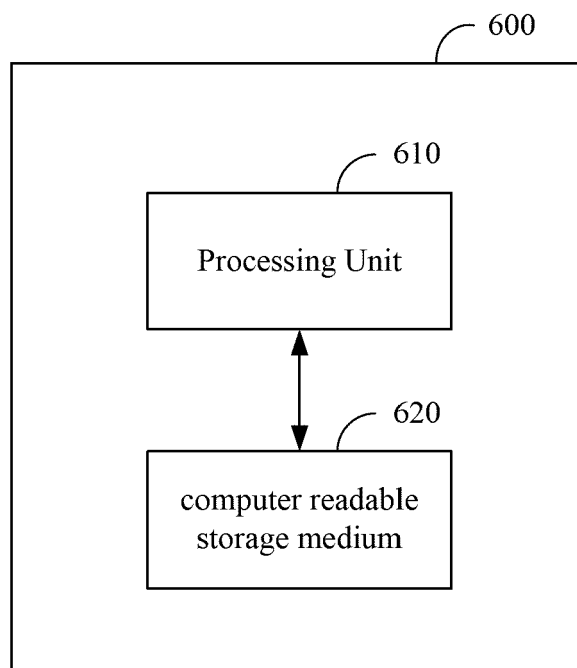 600
610
Processing Unit
620
computer readable
storage medium